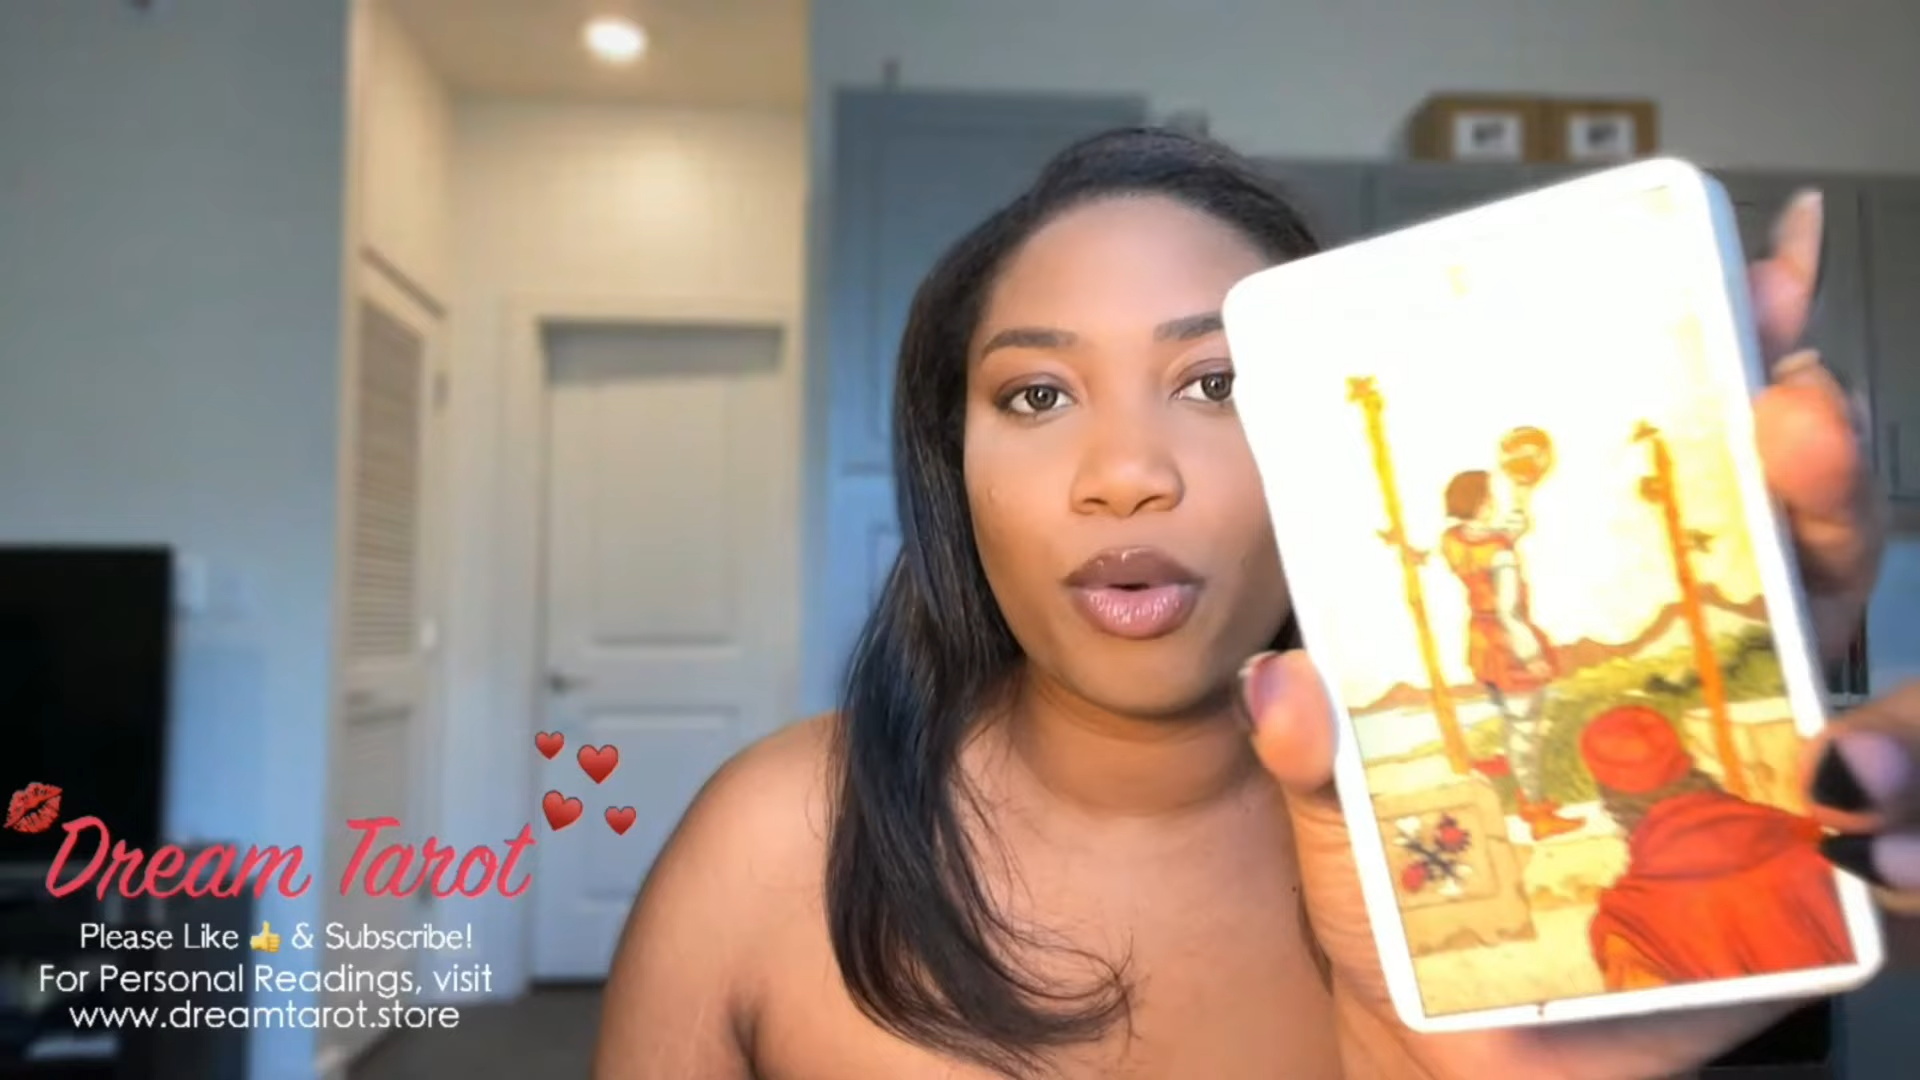 Dream Tarot
Please Like 👍 & Subscribe!
For Personal Readings, visit
www.dreamtarot.store